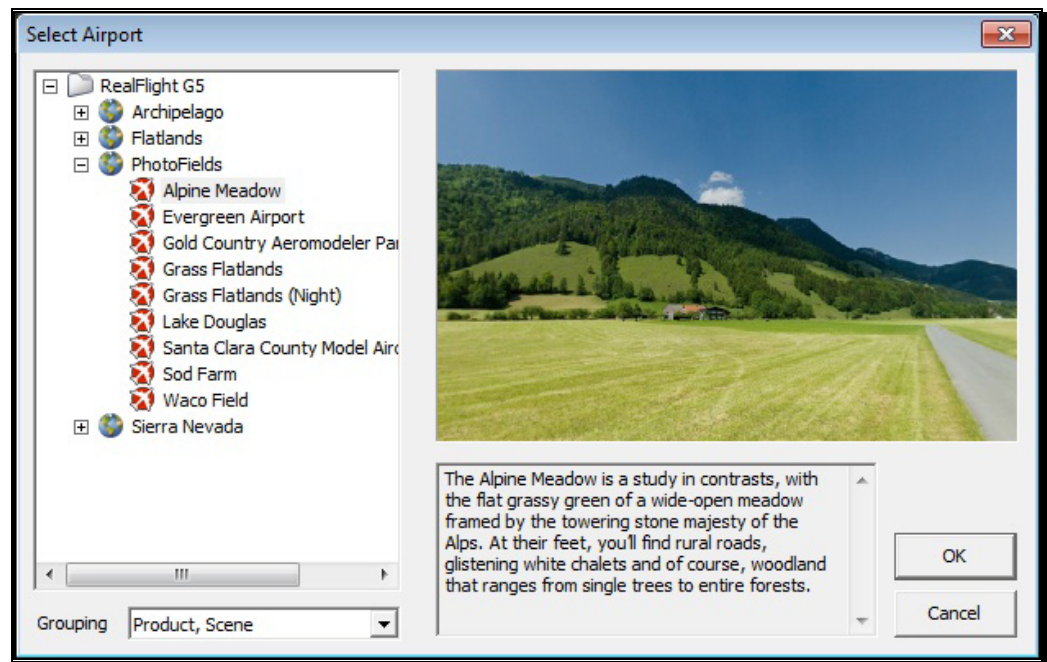 Select Airport
RealFlight G5
Archipelago
Flatlands
PhotoFields
Alpine Meadow
Evergreen Airport
Gold Country Aeromodeler Par
Grass Flatlands
Grass Flatlands (Night)
Lake Douglas
Santa Clara County Model Airc
Sod Farm
Waco Field
Sierra Nevada
The Alpine Meadow is a study in contrasts, with
the flat grassy green of a wide-open meadow
framed by the towering stone majesty of the
Alps. At their feet, you'll find rural roads,
glistening white chalets and of course, woodland
that ranges from single trees to entire forests.
OK
Cancel
Grouping Product, Scene